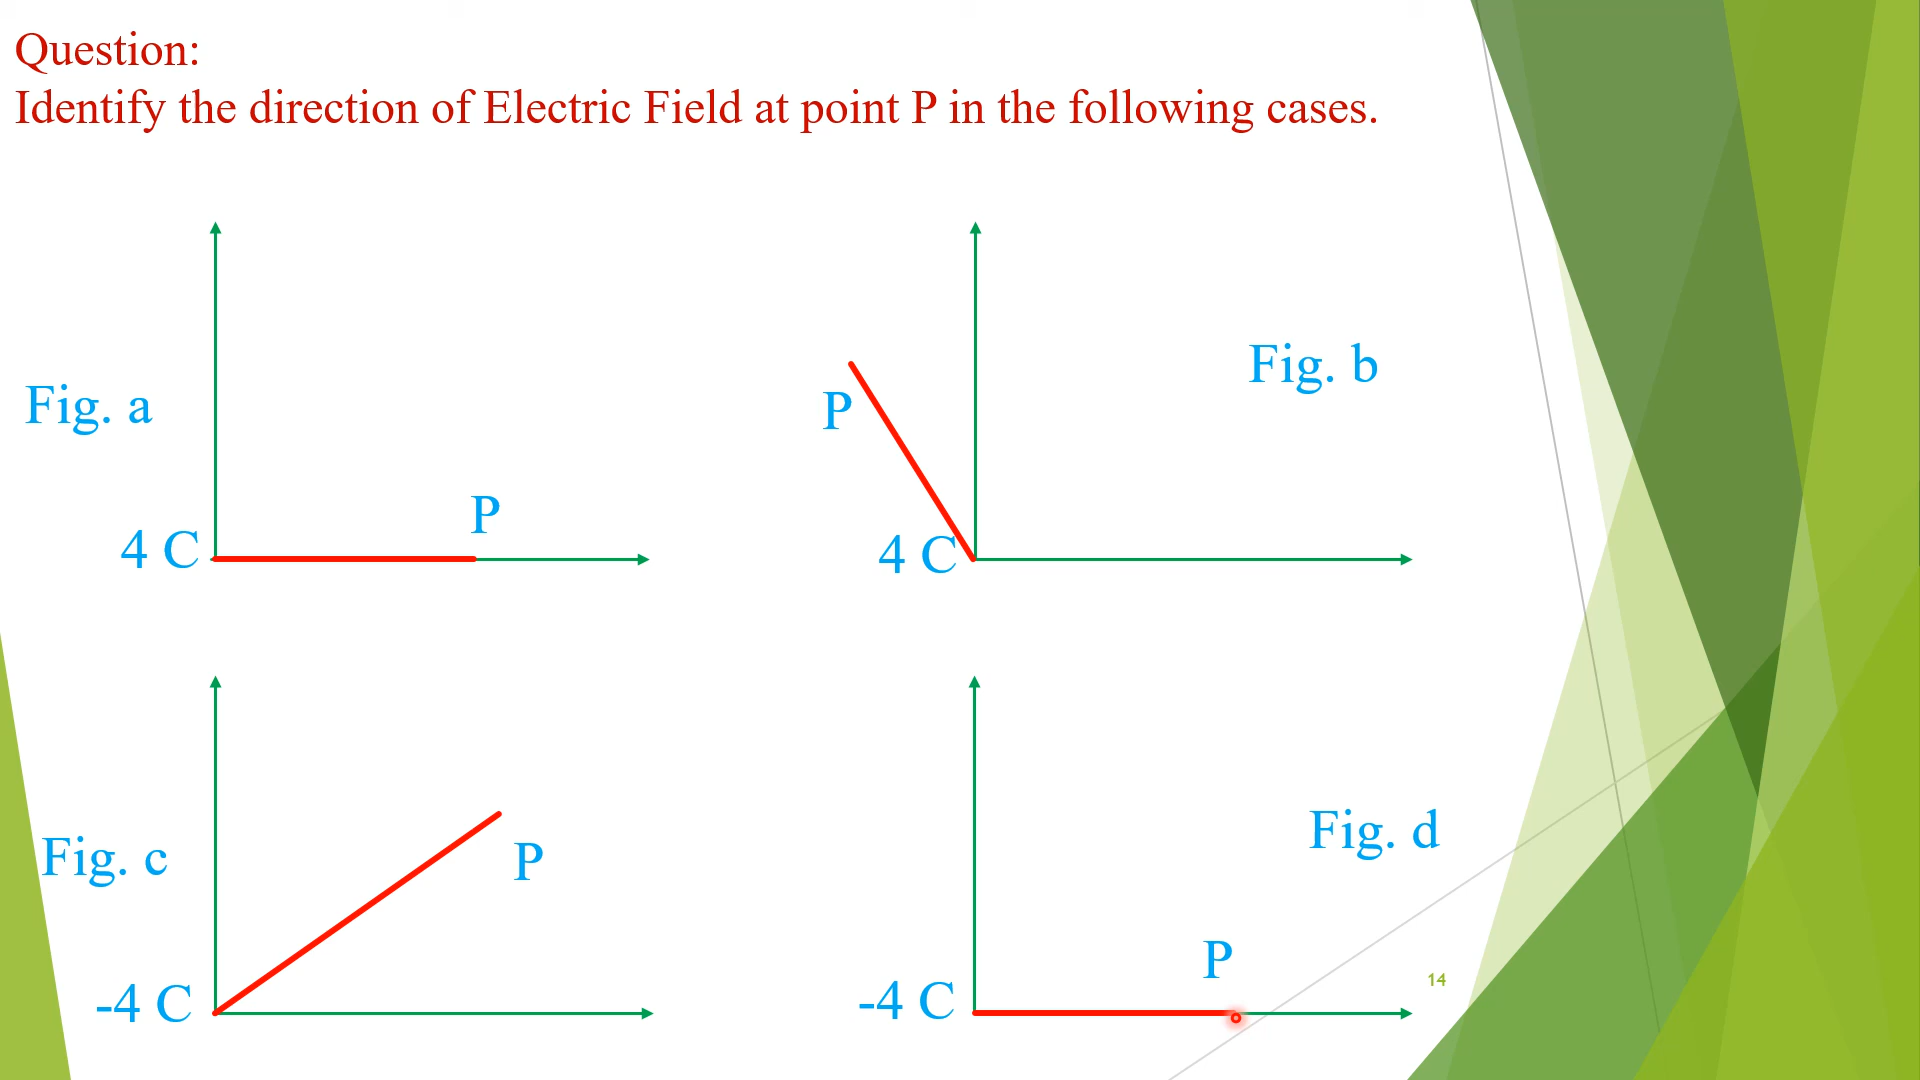 Question:
Identify the direction of Electric Field at point P in the following cases.
Fig. a
P
4 C
Fig. b
P
4 C
Fig. c
P
-4 C
Fig. d
P
-4 C
14